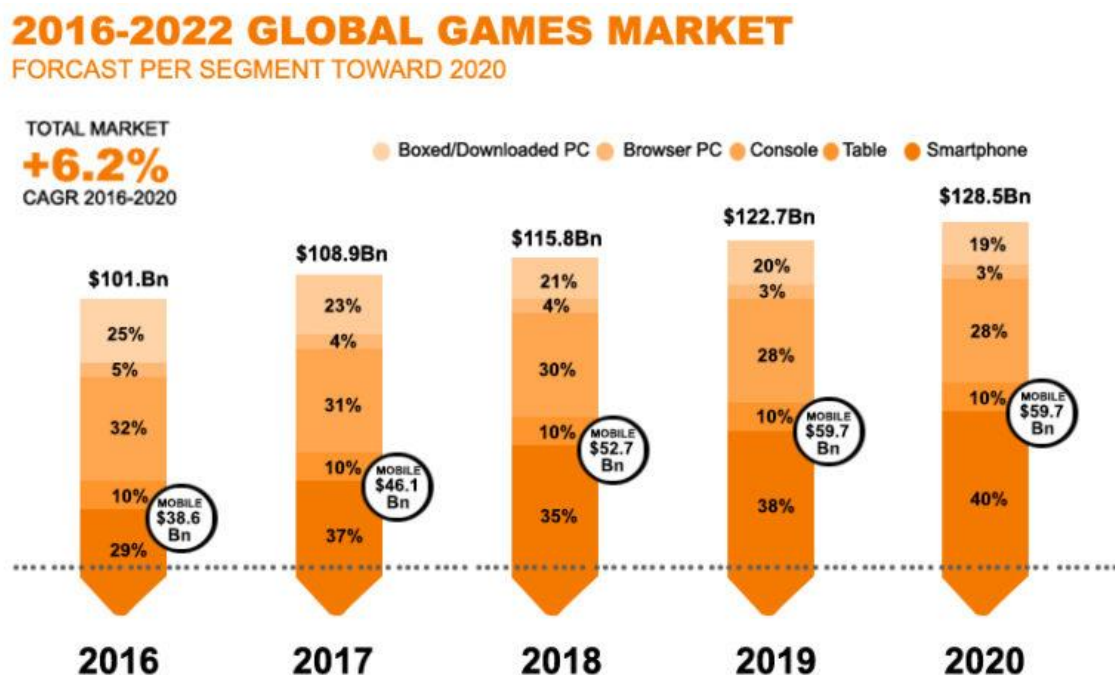 2016-2022 GLOBAL GAMES MARKET
FORCAST PER SEGMENT TOWARD 2020
TOTAL MARKET
+6.2%
CAGR 2016-2020
Boxed/Downloaded PC Browser PC Console Table Smartphone
$101.Bn
25%
5%
32%
10%
29%
MOBILE
$38.6
Bn
2016
$108.9Bn
23%
4%
31%
10%
37%
MOBILE
$46.1
Bn
2017
$115.8Bn
21%
4%
30%
10%
35%
MOBILE
$52.7
Bn
2018
$122.7Bn
20%
3%
28%
10%
38%
MOBILE
$59.7
Bn
2019
$128.5Bn
19%
3%
28%
10%
40%
MOBILE
$59.7
Bn
2020